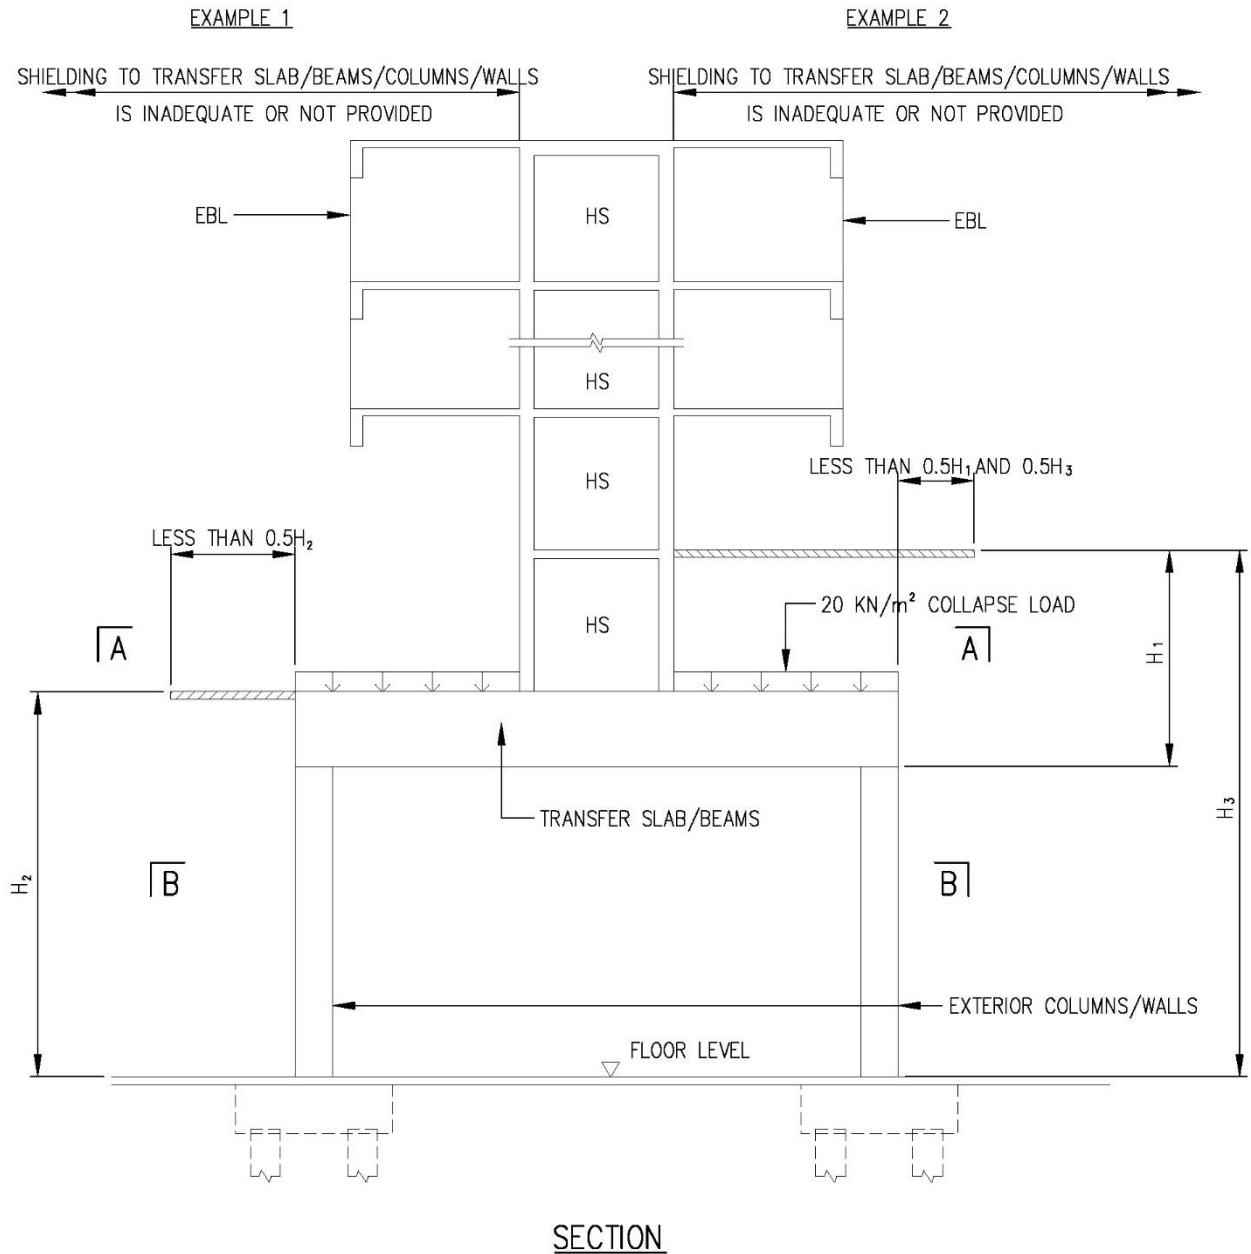 EXAMPLE 1
EXAMPLE 2
SHIELDING TO TRANSFER SLAB/BEAMS/COLUMNS/WALLS
IS INADEQUATE OR NOT PROVIDED
SHIELDING TO TRANSFER SLAB/BEAMS/COLUMNS/WALLS
IS INADEQUATE OR NOT PROVIDED
EBL
HS
EBL
HS
HS
LESS THAN 0.5H₁AND 0.5H₃
LESS THAN 0.5H₂
20 KN/m² COLLAPSE LOAD
HS
A
A
H₁
TRANSFER SLAB/BEAMS
H₃
B
B
H₂
EXTERIOR COLUMNS/WALLS
FLOOR LEVEL
SECTION